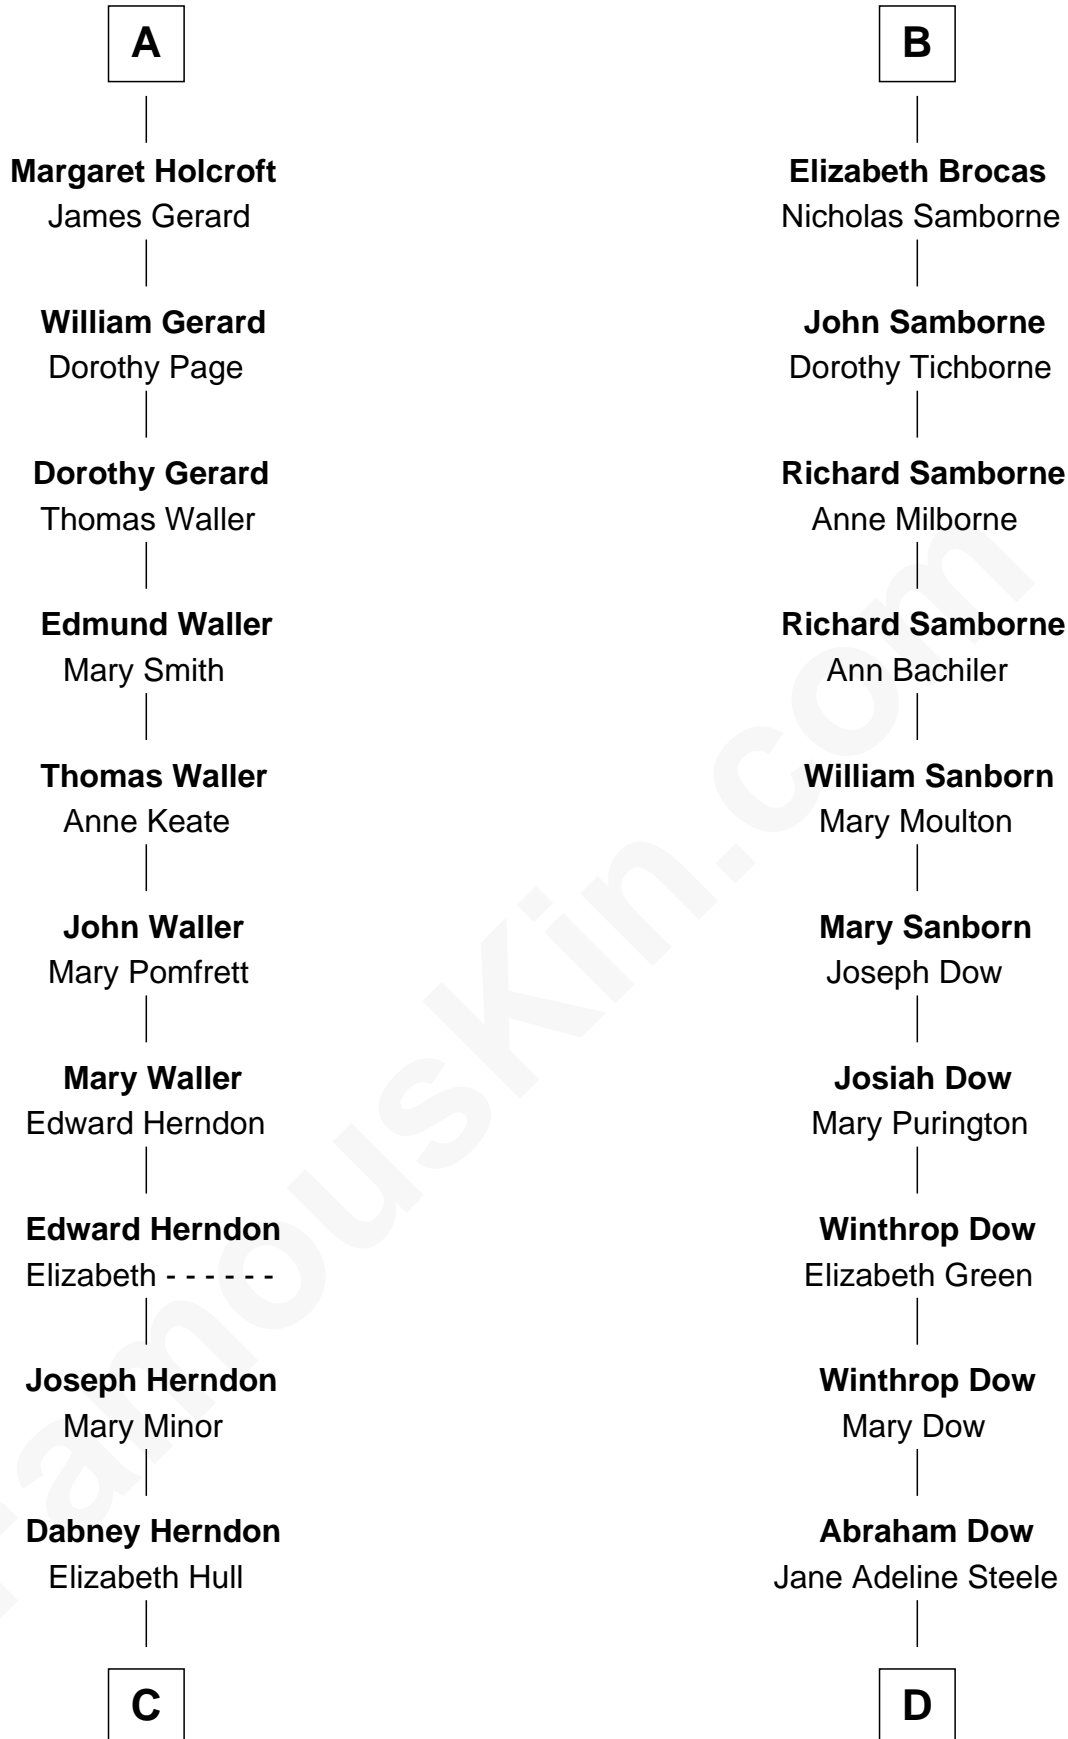 A
Margaret Holcroft
James Gerard
William Gerard
Dorothy Page
Dorothy Gerard
Thomas Waller
Edmund Waller
Mary Smith
Thomas Waller
Anne Keate
John Waller
Mary Pomfrett
Mary Waller
Edward Herndon
Edward Herndon
Elizabeth - - - - - -
Joseph Herndon
Mary Minor
Dabney Herndon
Elizabeth Hull
C
B
Elizabeth Brocas
Nicholas Samborne
John Samborne
Dorothy Tichborne
Richard Samborne
Anne Milborne
Richard Samborne
Ann Bachiler
William Sanborn
Mary Moulton
Mary Sanborn
Joseph Dow
Josiah Dow
Mary Purington
Winthrop Dow
Elizabeth Green
Winthrop Dow
Mary Dow
Abraham Dow
Jane Adeline Steele
D
FamousKin.com